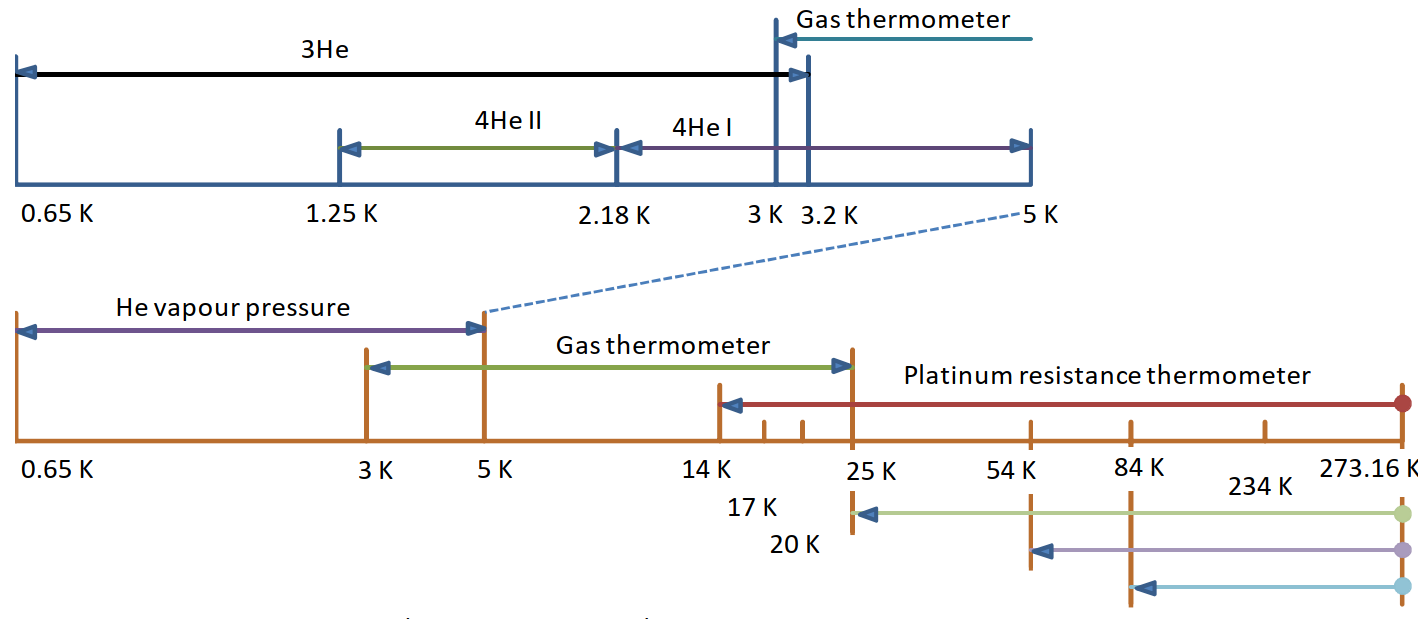 Gas thermometer
3He
4He II
4He I
0.65 K
1.25 K
2.18 K
3 K
3.2 K
5 K
He vapour pressure
Gas thermometer
Platinum resistance thermometer
0.65 K
3 K
5 K
14 K
25 K
54 K
84 K
273.16 K
234 K
17 K
20 K